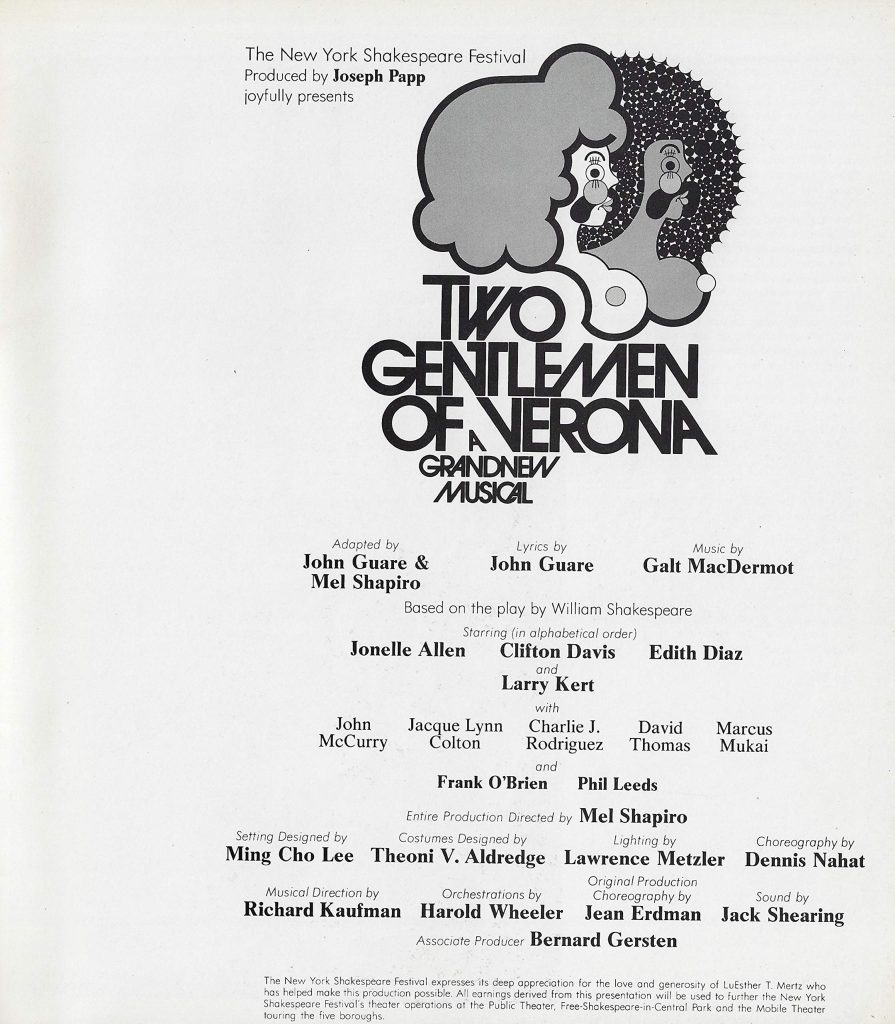 The New York Shakespeare Festival
Produced by Joseph Papp
joyfully presents
TWO
GENTLEMEN
OF VERONA
A
GRANDNEW
MUSICAL
Adapted by
John Guare &
Mel Shapiro
Lyrics by
John Guare
Music by
Galt MacDermot
Based on the play by William Shakespeare
Starring (in alphabetical order)
Jonelle Allen Clifton Davis Edith Diaz
and
Larry Kert
with
John
McCurry
Jacque Lynn
Colton
Charlie J.
Rodriguez
David
Thomas
Marcus
Mukai
and
Frank O'Brien Phil Leeds
Entire Production Directed by Mel Shapiro
Setting Designed by
Ming Cho Lee
Costumes Designed by
Theoni V. Aldredge
Lighting by
Lawrence Metzler
Choreography by
Dennis Nahat
Musical Direction by
Richard Kaufman
Orchestrations by
Harold Wheeler
Original Production
Choreography by
Jean Erdman
Sound by
Jack Shearing
Associate Producer Bernard Gersten
The New York Shakespeare Festival expresses its deep appreciation for the love and generosity of LuEsther T. Mertz who
has helped make this production possible. All earnings derived from this presentation will be used to further the New York
Shakespeare Festival's theater operations at the Public Theater, Free-Shakespeare-in-Central Park and the Mobile Theater
touring the five boroughs.